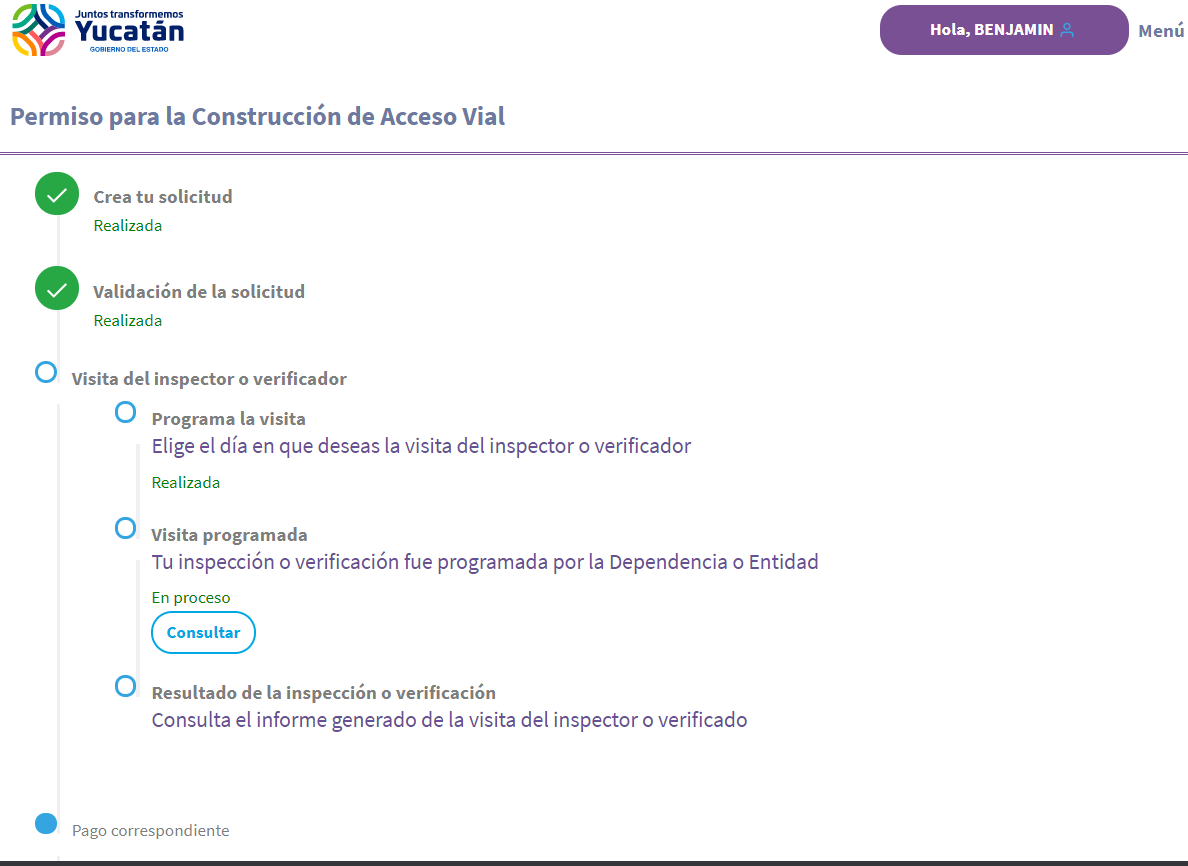 Juntos transformemos
Yucatán
GOBIERNO DEL ESTADO
Hola, BENJAMIN
Menú
Permiso para la Construcción de Acceso Vial
Crea tu solicitud
Realizada
Validación de la solicitud
Realizada
Visita del inspector o verificador
Programa la visita
Elige el día en que deseas la visita del inspector o verificador
Realizada
Visita programada
Tu inspección o verificación fue programada por la Dependencia o Entidad
En proceso
Consultar
Resultado de la inspección o verificación
Consulta el informe generado de la visita del inspector o verificado
Pago correspondiente